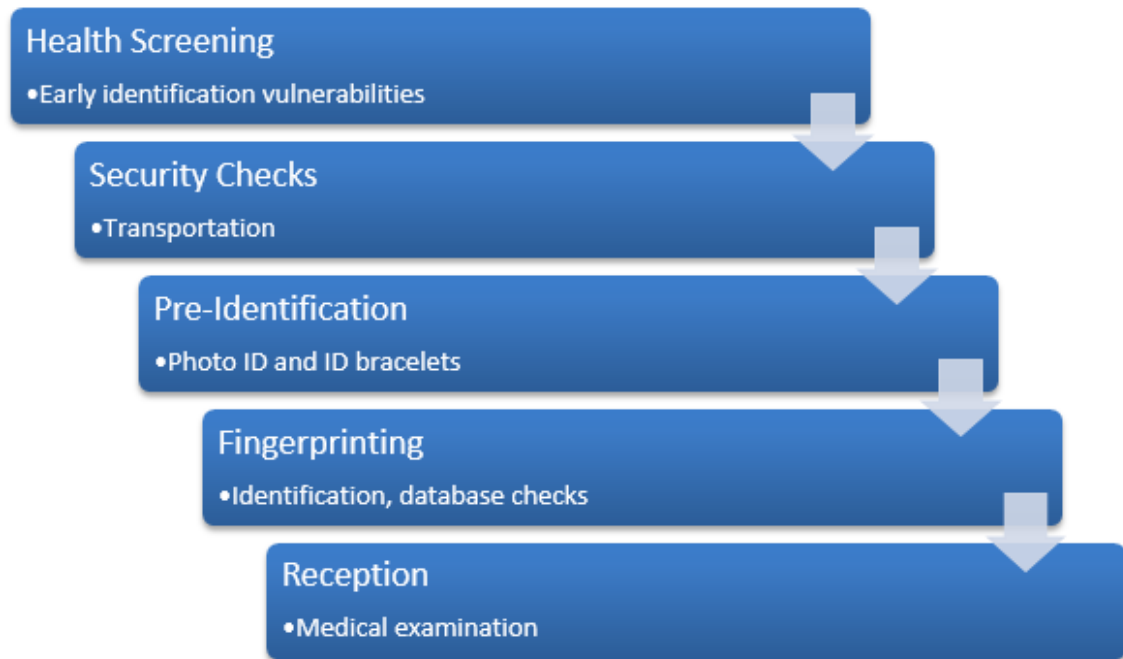 Health Screening
•Early identification vulnerabilities
Security Checks
•Transportation
Pre-Identification
•Photo ID and ID bracelets
Fingerprinting
•Identification, database checks
Reception
•Medical examination